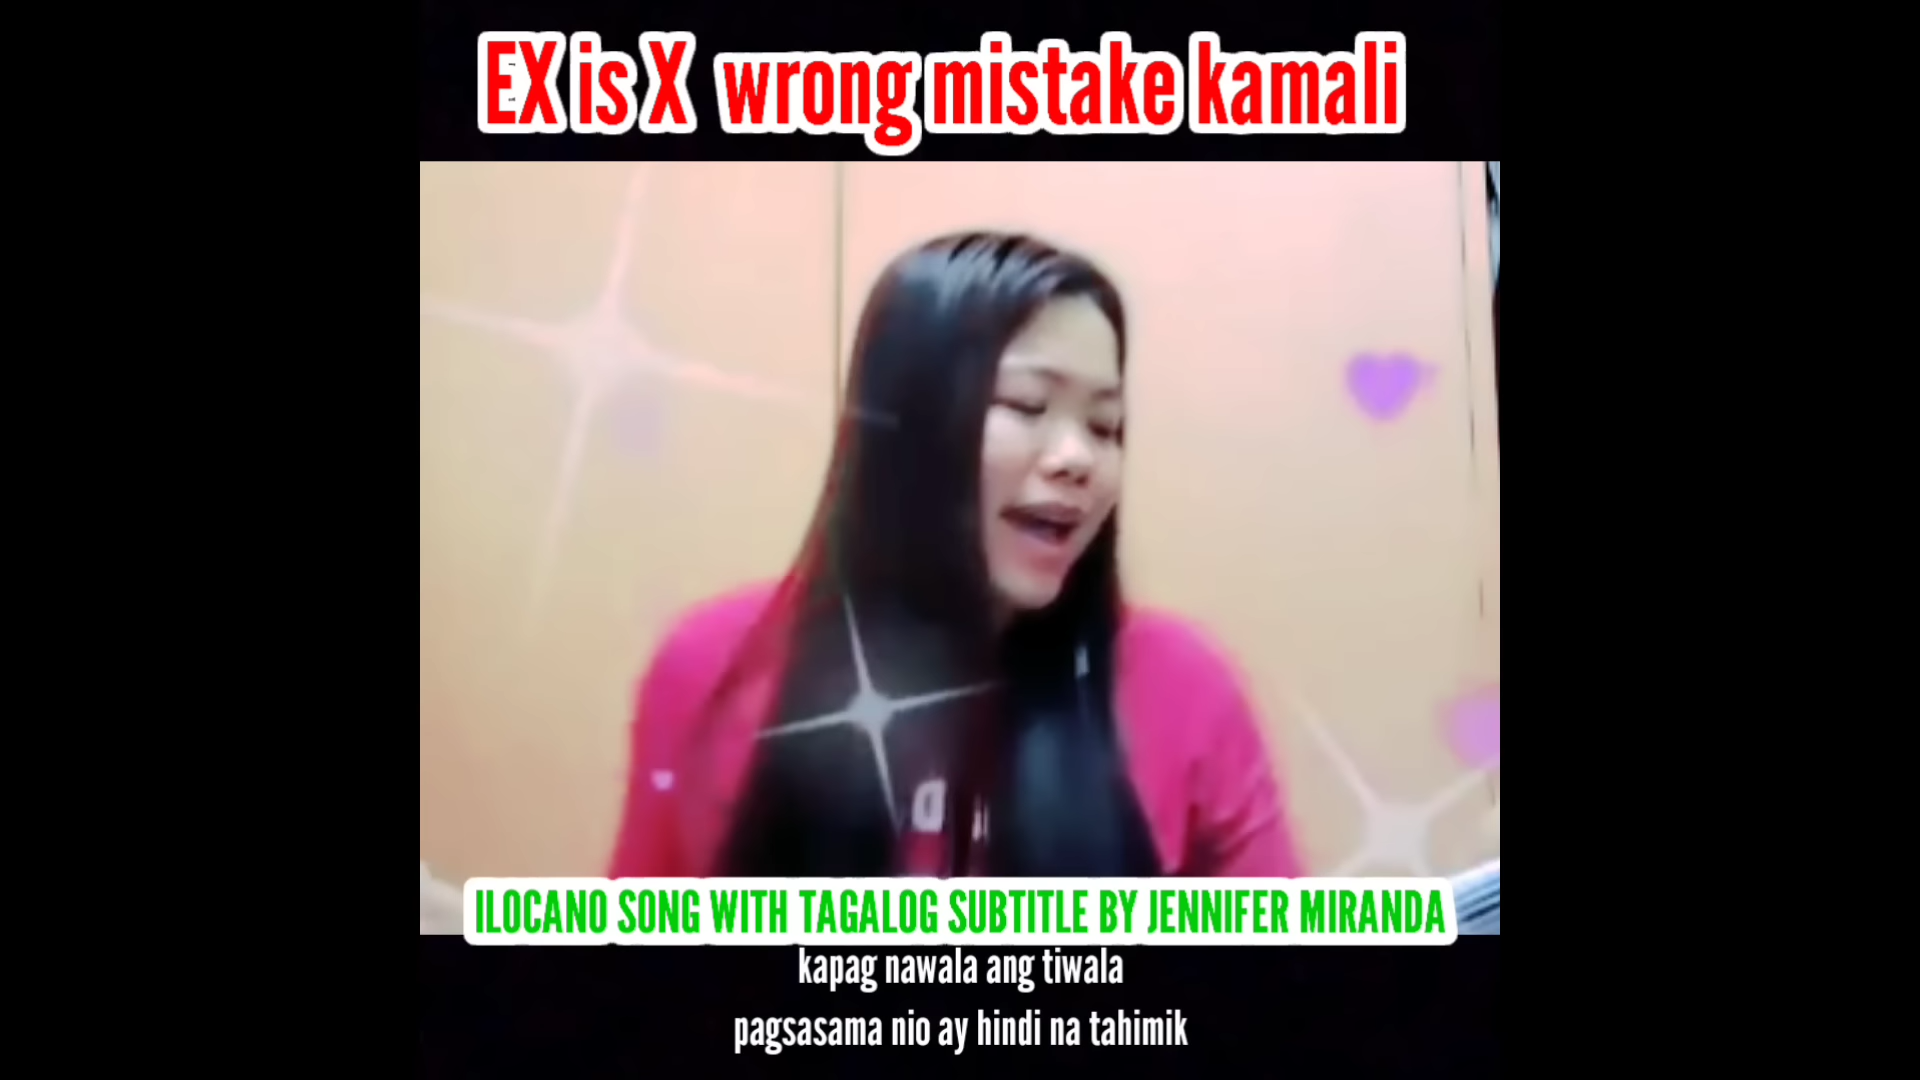 EX is X wrong mistake kamali
ILOCANO SONG WITH TAGALOG SUBTITLE BY JENNIFER MIRANDA
kapag nawala ang tiwala
pagsasama nio ay hindi na tahimik